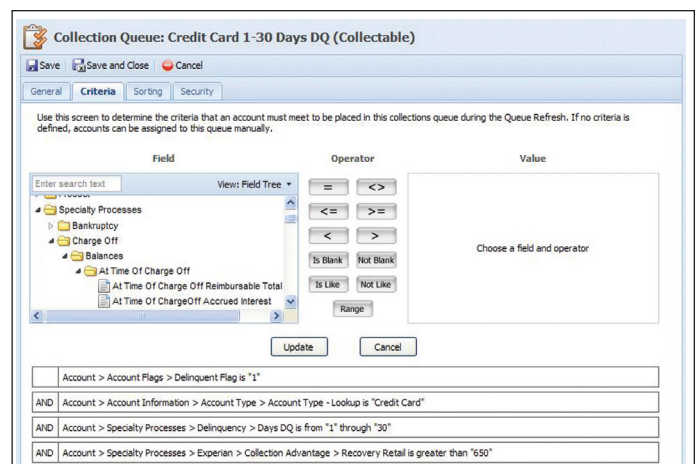 Collection Queue: Credit Card 1-30 Days DQ (Collectable)
Save Save and Close Cancel
General Criteria Sorting Security
Use this screen to determine the criteria that an account must meet to be placed in this collections queue during the Queue Refresh. If no criteria is
defined, accounts can be assigned to this queue manually.
Field Operator Value
Enter search text View: Field Tree
Product
Specialty Processes
Bankruptcy
Charge Off
Balances
At Time Of Charge Off
At Time Of Charge Off Reimbursable Total
At Time Of ChargeOff Accrued Interest
= <>
<= >=
< >
Is Blank Not Blank
Is Like Not Like
Range
Choose a field and operator
Update Cancel
Account > Account Flags > Delinquent Flag is "1"
AND Account > Account Information > Account Type > Account Type - Lookup is "Credit Card"
AND Account > Specialty Processes > Delinquency > Days DQ is from "1" through "30"
AND Account > Specialty Processes > Experian > Collection Advantage > Recovery Retail is greater than "650"